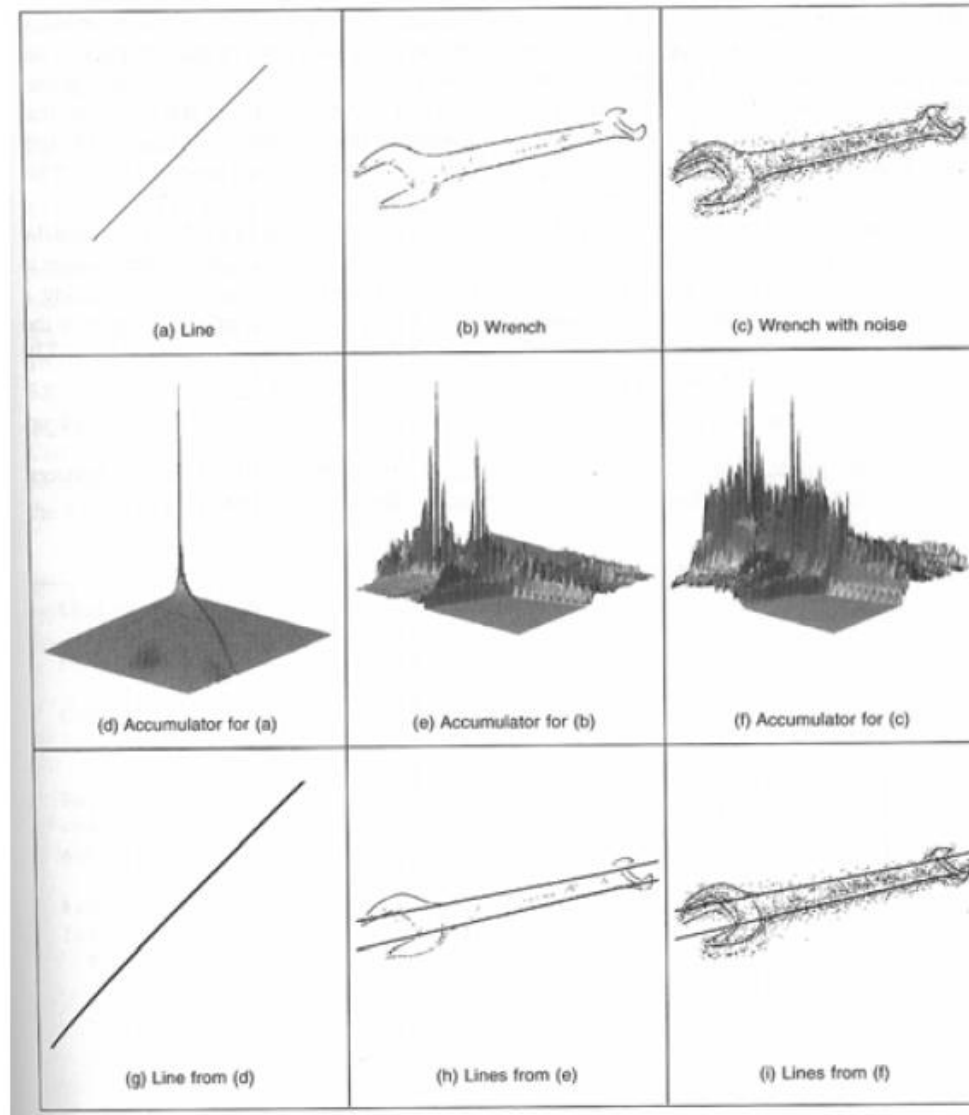 (a) Line
(b) Wrench
(c) Wrench with noise
(d) Accumulator for (a)
(e) Accumulator for (b)
(f) Accumulator for (c)
(g) Line from (d)
(h) Lines from (e)
(i) Lines from (f)